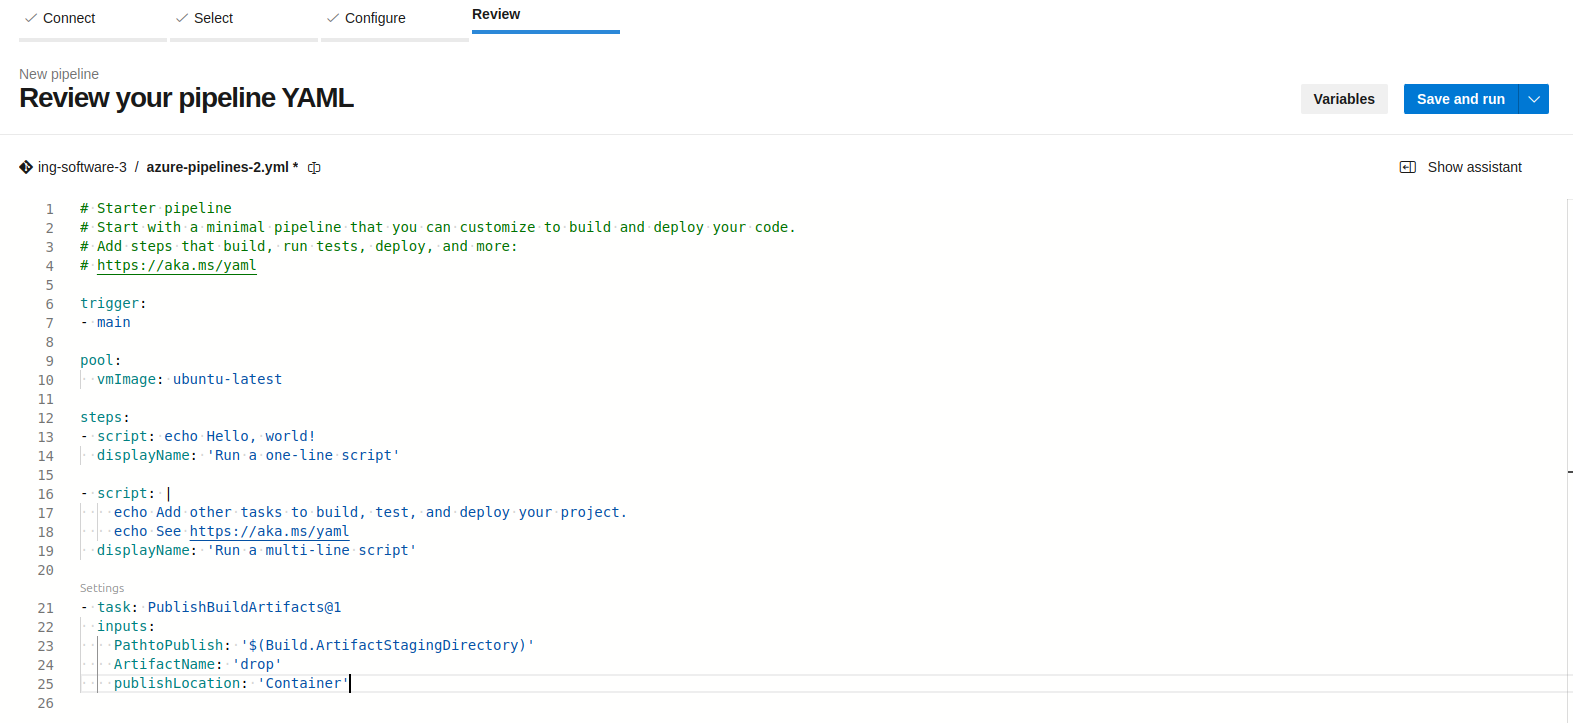 Connect Select Configure Review
New pipeline
Review your pipeline YAML
Variables Save and run
ing-software-3 / azure-pipelines-2.yml * Show assistant
1 # Starter pipeline
2 # Start with a minimal pipeline that you can customize to build and deploy your code.
3 # Add steps that build, run tests, deploy, and more:
4 # https://aka.ms/yaml
5
6 trigger:
7 - main
8
9 pool:
10   vmImage: ubuntu-latest
11
12 steps:
13 - script: echo Hello, world!
14   displayName: 'Run a one-line script'
15
16 - script: |
17     echo Add other tasks to build, test, and deploy your project.
18     echo See https://aka.ms/yaml
19   displayName: 'Run a multi-line script'
20
Settings
21 - task: PublishBuildArtifacts@1
22   inputs:
23     PathtoPublish: '$(Build.ArtifactStagingDirectory)'
24     ArtifactName: 'drop'
25     publishLocation: 'Container'
26